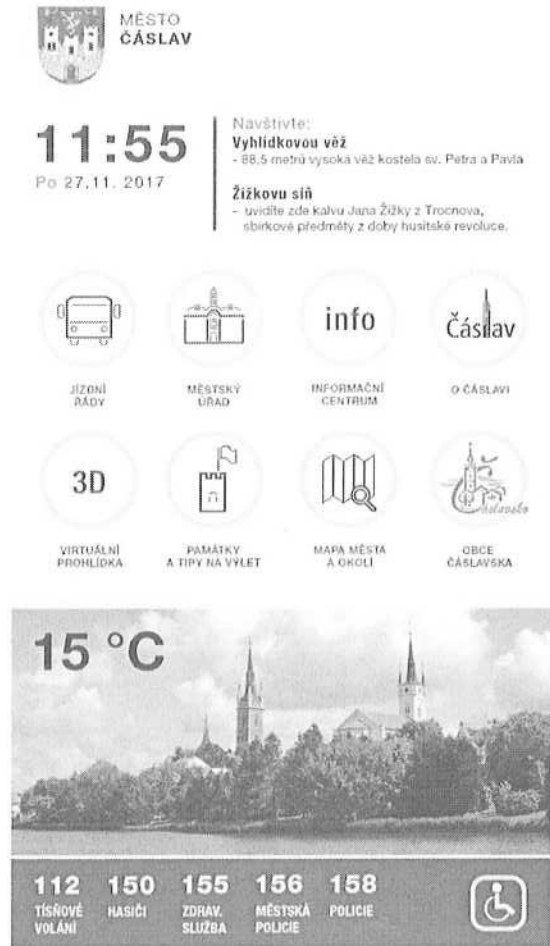 MĚSTO
ČÁSLAV
11:55
Po 27.11. 2017
Navštivte:
Vyhlídkovou věž
- 88.5 metrů vysoká věž kostela sv. Petra a Pavla
Žižkovu síň
- uvidíte zde kalvu Jana Žižky z Trocnova,
sbírkové předměty z doby husitské revoluce.
info
Čáslav
JÍZDNÍ
ŘÁDY
MĚSTSKÝ
ÚŘAD
INFORMAČNÍ
CENTRUM
O ČÁSLAVI
3D
Čáslavsko
VIRTUÁLNÍ
PROHLÍDKA
PAMÁTKY
A TIPY NA VÝLET
MAPA MĚSTA
A OKOLÍ
OBCE
ČÁSLAVSKA
15 °C
112
TÍSŇOVÉ
VOLÁNÍ
150
HASIČI
155
ZDRAV.
SLUŽBA
156
MĚSTSKÁ
POLICIE
158
POLICIE